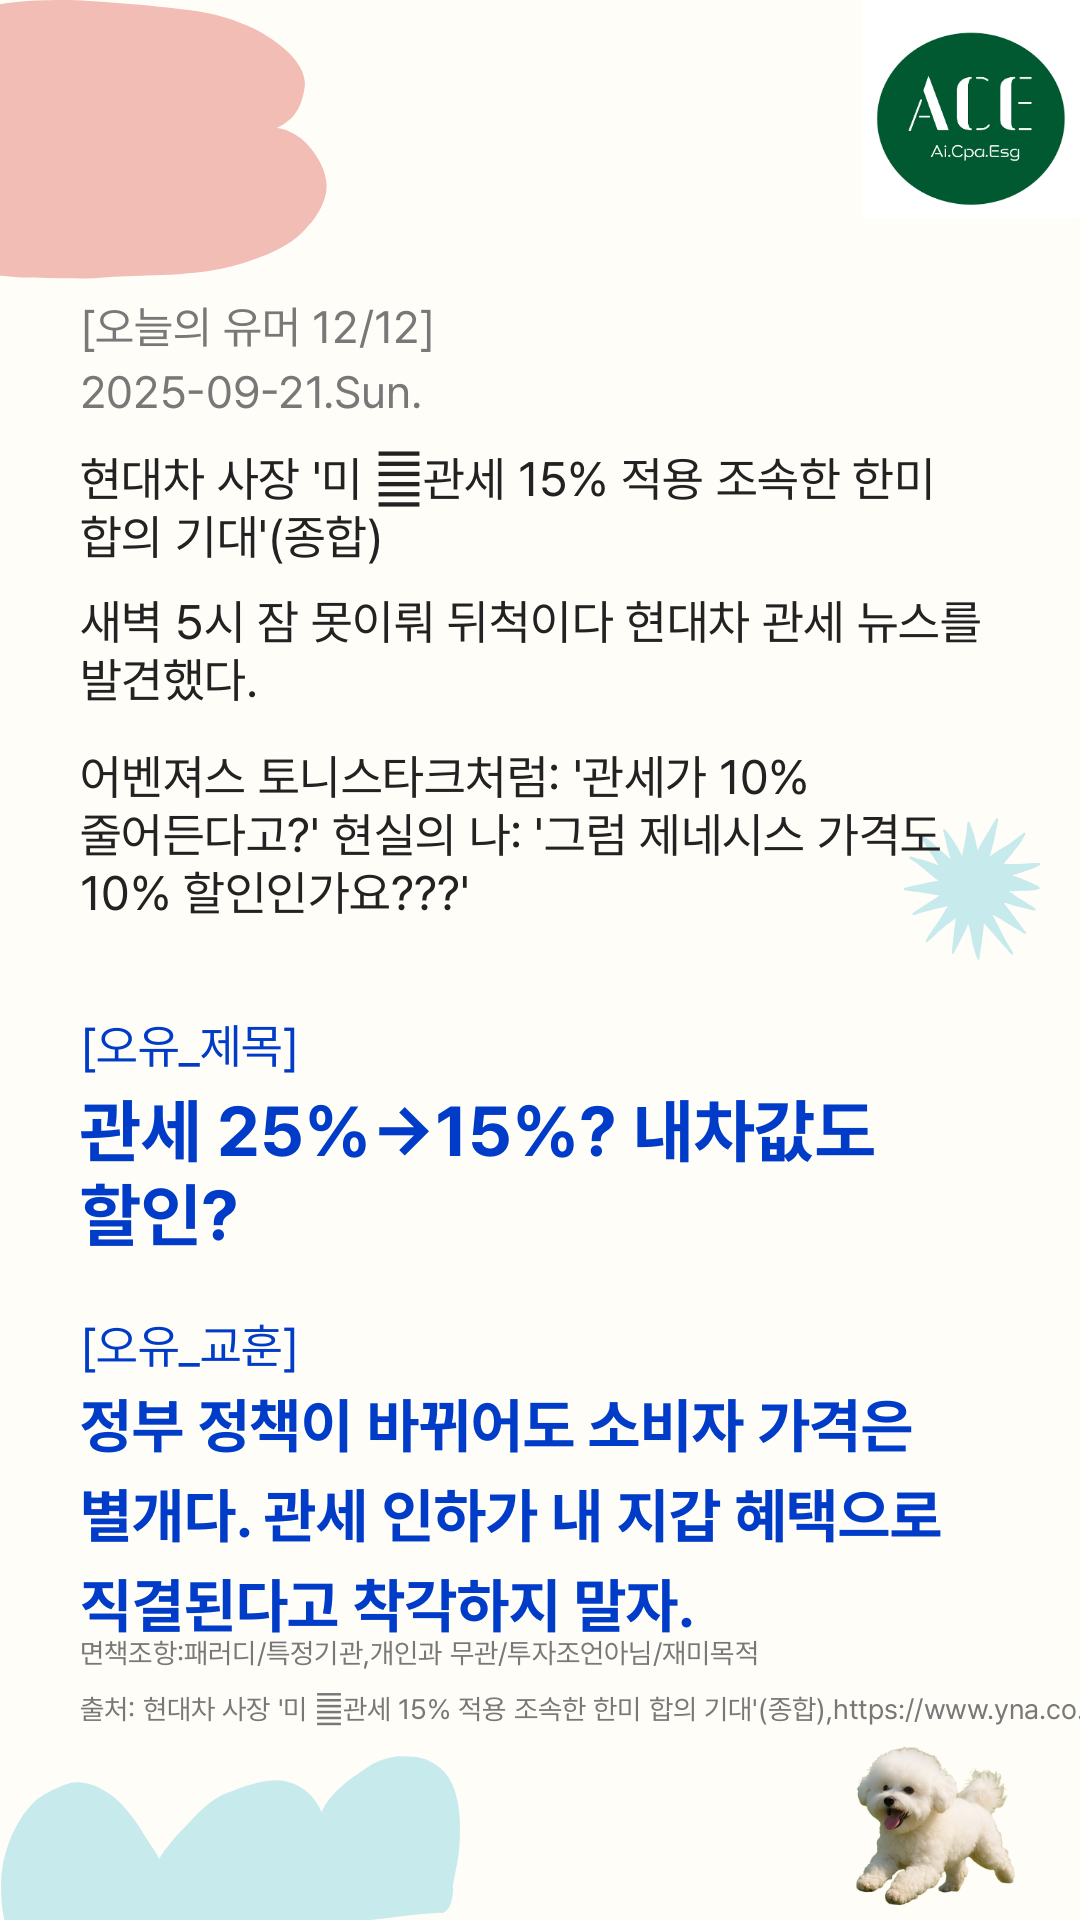 ACE
Ai.Cpa.Esg
[오늘의 유머 12/12]
2025-09-21.Sun.
현대차 사장 '미 관세 15% 적용 조속한 한미
합의 기대'(종합)
새벽 5시 잠 못이뤄 뒤척이다 현대차 관세 뉴스를
발견했다.
어벤져스 토니스타크처럼: '관세가 10%
줄어든다고?' 현실의 나: '그럼 제네시스 가격도
10% 할인인가요???'
[오유_제목]
관세 25%→15%? 내차값도
할인?
[오유_교훈]
정부 정책이 바뀌어도 소비자 가격은
별개다. 관세 인하가 내 지갑 혜택으로
직결된다고 착각하지 말자.
면책조항:패러디/특정기관,개인과 무관/투자조언아님/재미목적
출처: 현대차 사장 '미 관세 15% 적용 조속한 한미 합의 기대'(종합),https://www.yna.co.